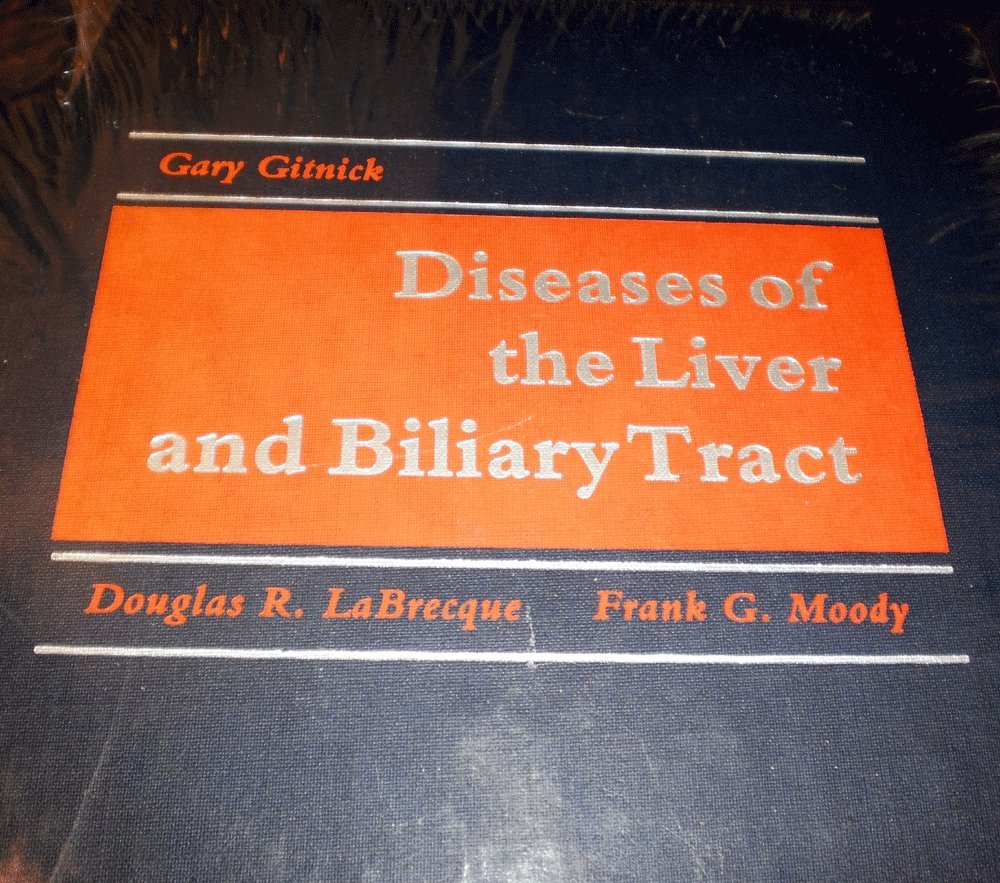 Gary Gitnick
Diseases of
the Liver
and Biliary Tract
Douglas R. LaBrecque Frank G. Moody